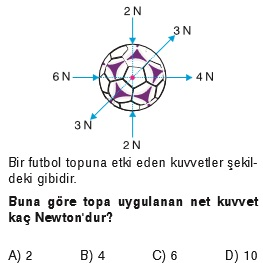 2 N
3 N
6 N
4 N
3 N
2 N
Bir futbol topuna etki eden kuvvetler şekil-
deki gibidir.
Buna göre topa uygulanan net kuvvet
kaç Newton'dur?
A) 2 B) 4 C) 6 D) 10